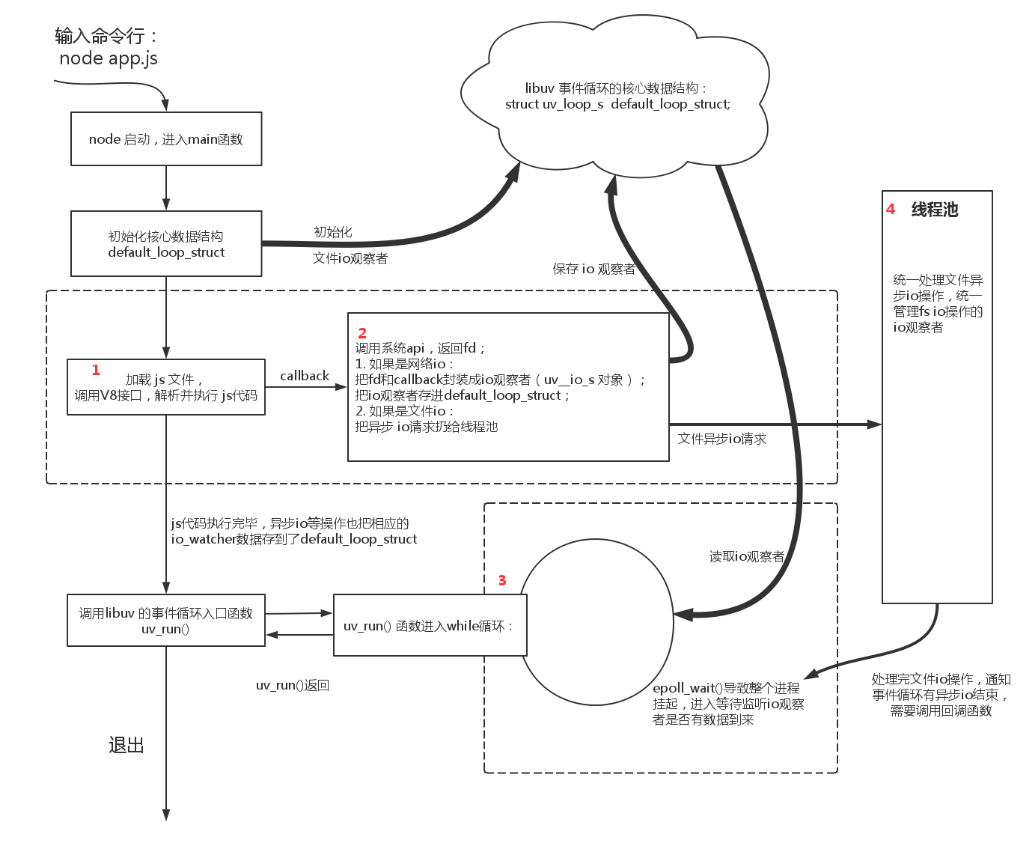 输入命令行：
node app.js
libuv 事件循环的核心数据结构：
struct uv_loop_s default_loop_struct;
node 启动，进入main函数
初始化核心数据结构
default_loop_struct
初始化
文件io观察者
保存 io 观察者
4 线程池
统一处理文件异
步io操作，统一
管理fs io操作的
io观察者
1
加载 js 文件，
调用V8接口，解析并执行 js代码
callback
2
调用系统api，返回fd；
1. 如果是网络io：
把fd和callback封装成io观察者（uv__io_s 对象）；
把io观察者存进default_loop_struct；
2. 如果是文件io：
把异步 io请求扔给线程池
文件异步io请求
js代码执行完毕，异步io等操作也把相应的
io_watcher数据存到了default_loop_struct
读取io观察者
3
调用libuv 的事件循环入口函数
uv_run()
uv_run() 函数进入while循环：
uv_run()返回
epoll_wait()导致整个进程
挂起，进入等待监听io观察
者是否有数据到来
处理完文件io操作，通知
事件循环有异步io结束，
需要调用回调函数
退出